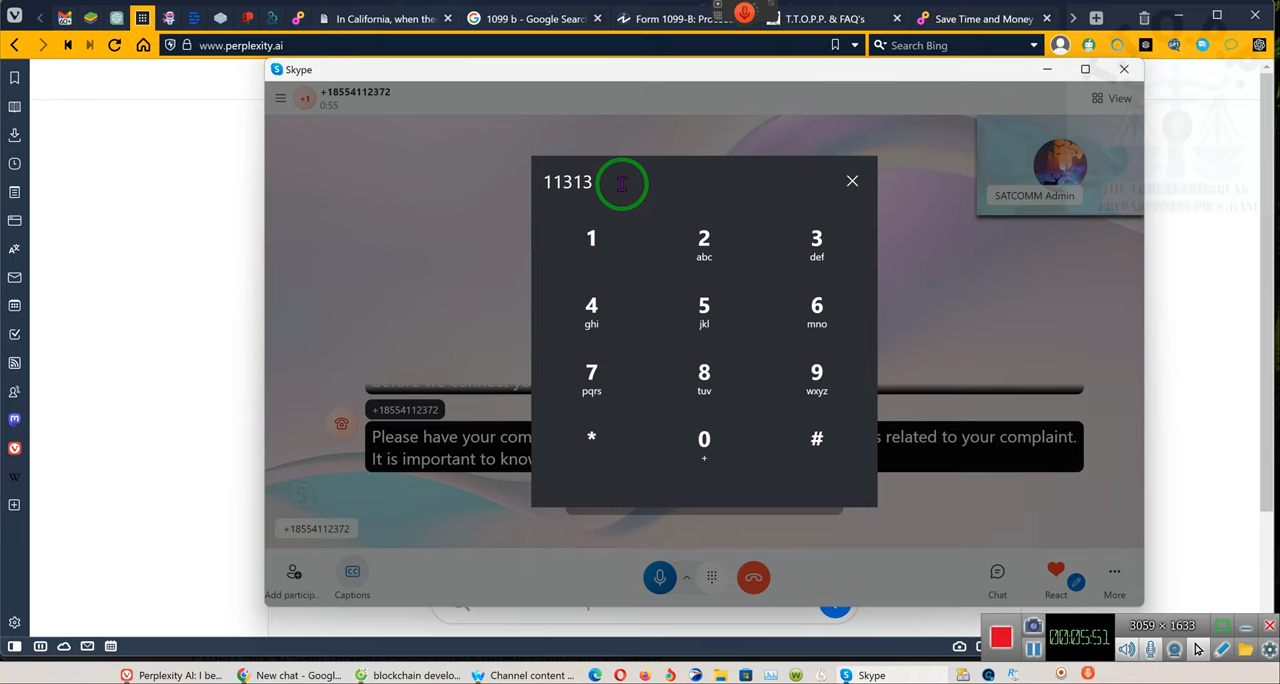 In California, when the
1099 b - Google Sear
Form 1099-B: Pro
T.T.O.P.P. & FAQ's
Save Time and Money
www.perplexity.ai
Search Bing
Skype
+1
+18554112372
0:55
View
SATCOMM Admin
11313
1
2
abc
3
def
4
ghi
5
jkl
6
mno
7
pqrs
8
tuv
9
wxyz
*
0
+
#
+18554112372
Please have your com
s related to your complaint.
It is important to know
+18554112372
Add particip...
CC
Captions
Chat
React
More
00:05:51
3059 × 1633
Perplexity AI: I be...
New chat - Googl...
blockchain develo...
Channel content ...
Skype